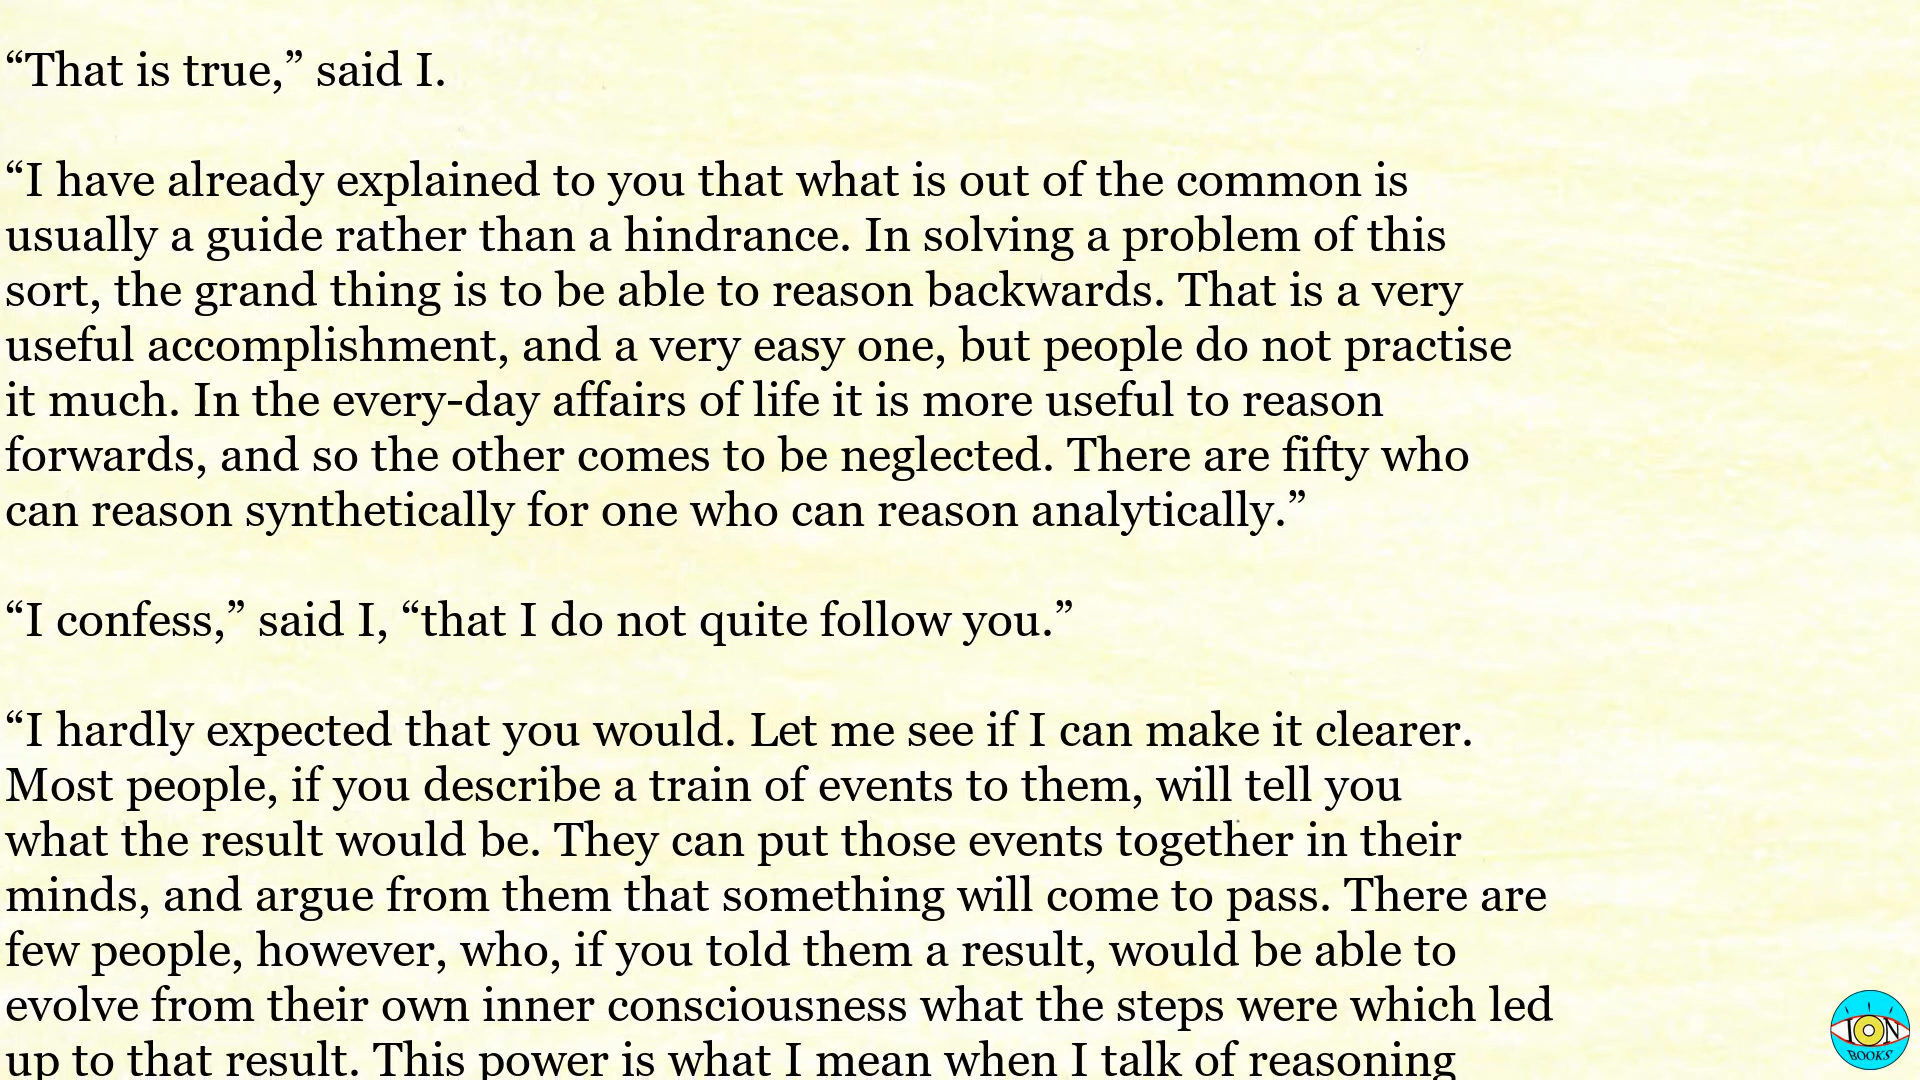 “That is true,” said I.
“I have already explained to you that what is out of the common is
usually a guide rather than a hindrance. In solving a problem of this
sort, the grand thing is to be able to reason backwards. That is a very
useful accomplishment, and a very easy one, but people do not practise
it much. In the every-day affairs of life it is more useful to reason
forwards, and so the other comes to be neglected. There are fifty who
can reason synthetically for one who can reason analytically.”
“I confess,” said I, “that I do not quite follow you.”
“I hardly expected that you would. Let me see if I can make it clearer.
Most people, if you describe a train of events to them, will tell you
what the result would be. They can put those events together in their
minds, and argue from them that something will come to pass. There are
few people, however, who, if you told them a result, would be able to
evolve from their own inner consciousness what the steps were which led
up to that result. This power is what I mean when I talk of reasoning
ION
BOOKS